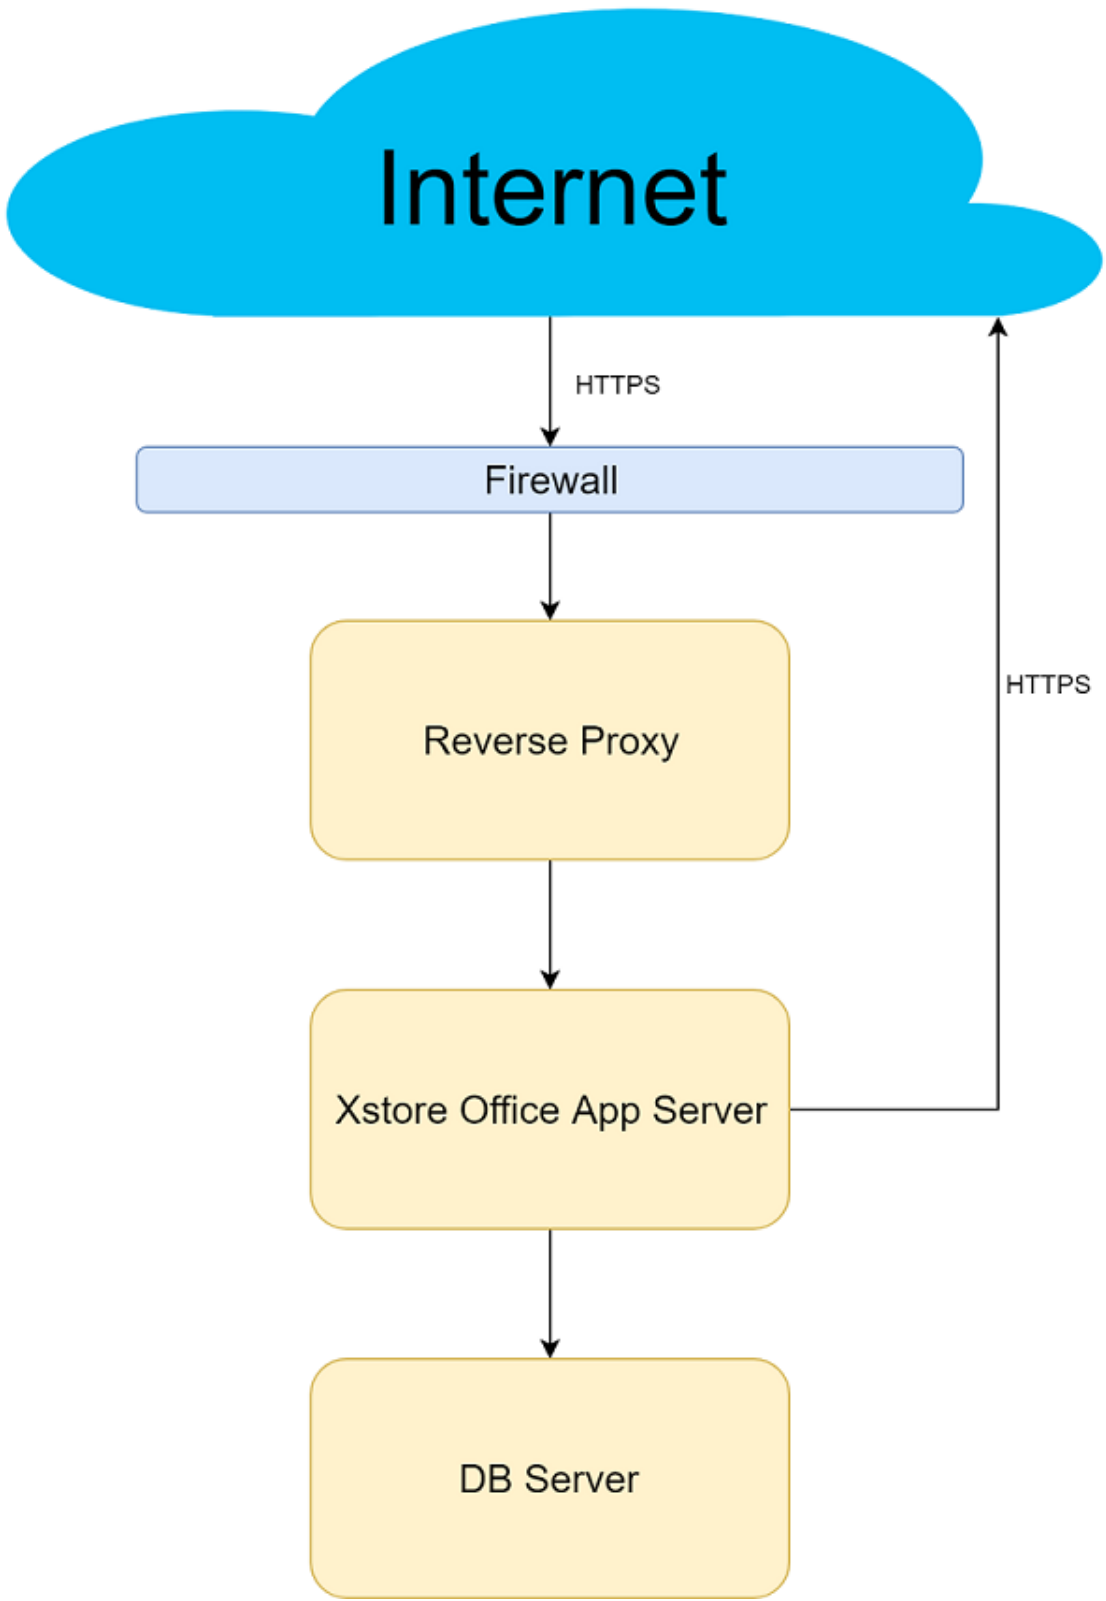 Internet
HTTPS
Firewall
Reverse Proxy
HTTPS
Xstore Office App Server
DB Server